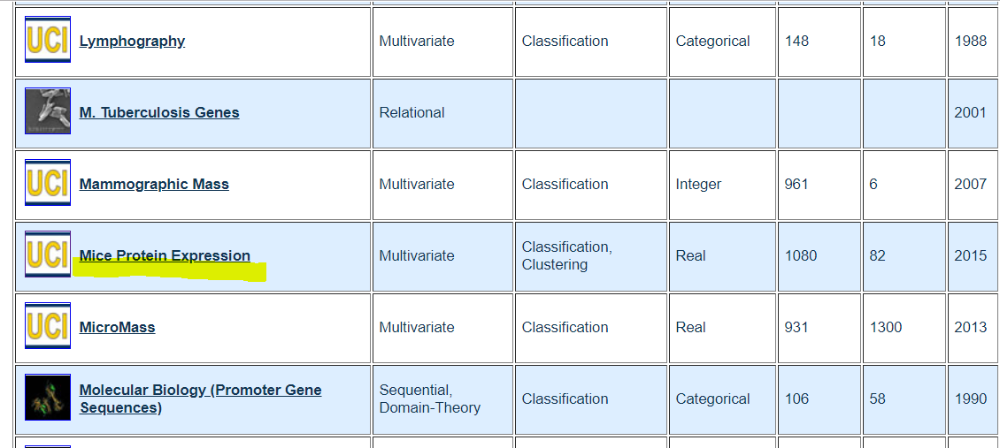 UCI Lymphography Multivariate Classification Categorical 148 18 1988
M. Tuberculosis Genes Relational 2001
UCI Mammographic Mass Multivariate Classification Integer 961 6 2007
UCI Mice Protein Expression Multivariate Classification, Clustering Real 1080 82 2015
UCI MicroMass Multivariate Classification Real 931 1300 2013
Molecular Biology (Promoter Gene Sequences) Sequential, Domain-Theory Classification Categorical 106 58 1990